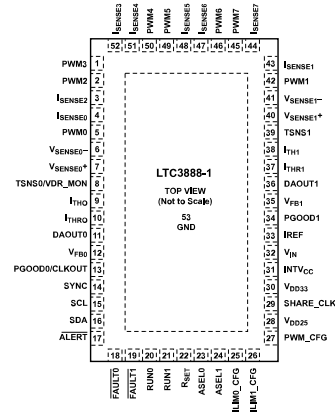 ISENSE3
ISENSE4
PWM4
PWM5
ISENSE5
ISENSE6
PWM6
PWM7
ISENSE7
52 51 50 49 48 47 46 45 44
PWM3 1
PWM2 2
ISENSE2 3
ISENSE0 4
PWM0 5
VSENSE0– 6
VSENSE0+ 7
TSNS0/VDR_MON 8
ITH0 9
ITHR0 10
DAOUT0 11
VFB0 12
PGOOD0/CLKOUT 13
SYNC 14
SCL 15
SDA 16
ALERT 17
LTC3888-1
TOP VIEW
(Not to Scale)
53
GND
43 ISENSE1
42 PWM1
41 VSENSE1–
40 VSENSE1+
39 TSNS1
38 ITH1
37 ITHR1
36 DAOUT1
35 VFB1
34 PGOOD1
33 IREF
32 VIN
31 INTVCC
30 VDD33
29 SHARE_CLK
28 VDD25
27 PWM_CFG
18 19 20 21 22 23 24 25 26
FAULT0
FAULT1
RUN0
RUN1
RSET
ASEL0
ASEL1
ILIM0_CFG
ILIM1_CFG